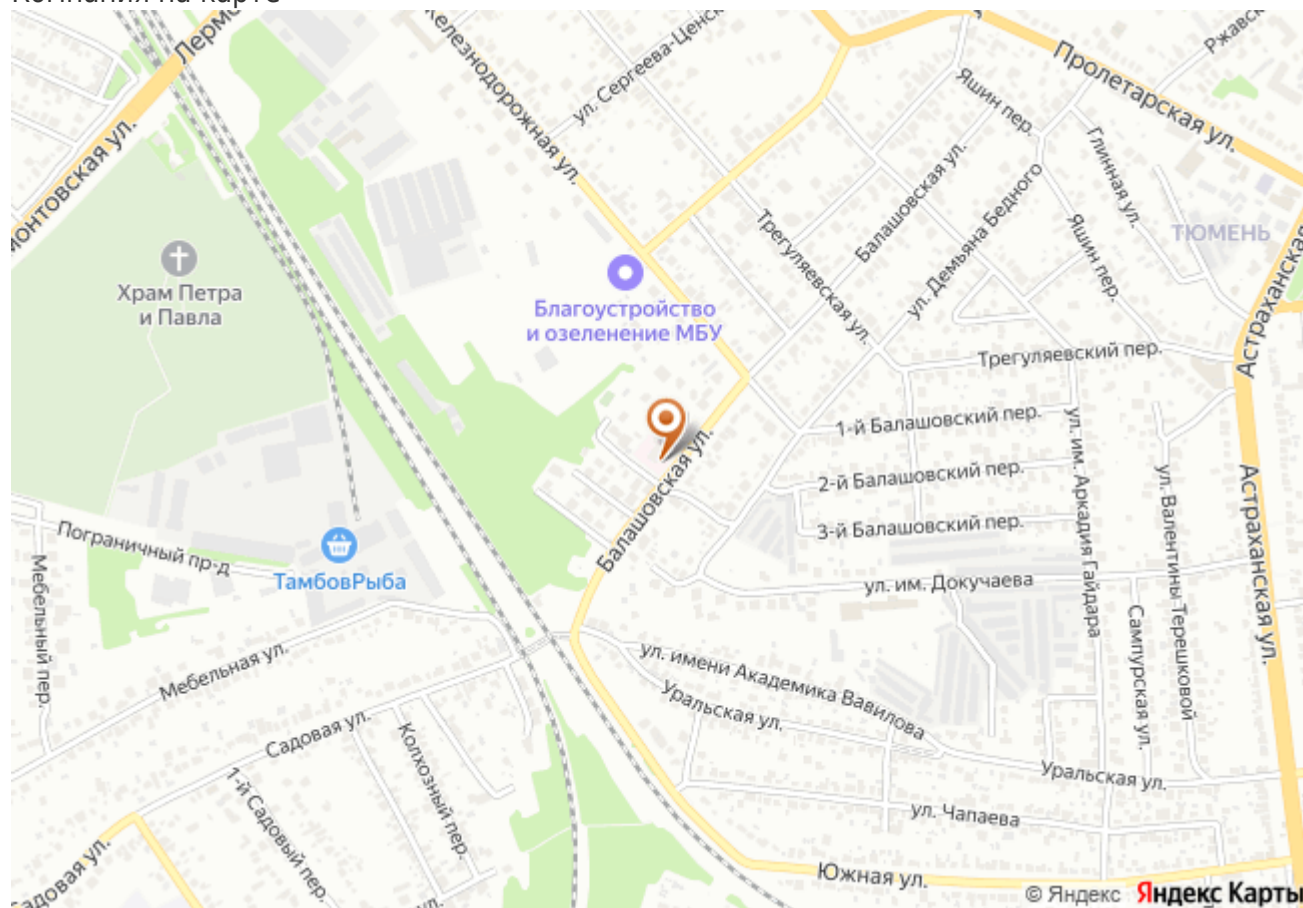 Лермо
Железнодорожная ул.
ул. Сергеева-Ценск
Ржавс
Пролетарская ул.
Яшин пер.
Глинная ул.
монтовская ул.
Балашовская ул.
Трегуляевская ул.
ул. Демьяна Бедного
Яшин пер.
ТЮМЕНЬ
Астраханская
Храм Петра
и Павла
Благоустройство
и озеленение МБУ
Трегуляевский пер.
1-й Балашовский пер.
ул. им. Аркадия Гайдара
2-й Балашовский пер.
ул. Валентины Терешковой
Астраханская ул.
Балашовская ул.
3-й Балашовский пер.
Пограничный пр-д
ТамбовРыба
Мебельный пер.
ул. им. Докучаева
Сампурская ул.
Мебельная ул.
ул. имени Академика Вавилова
Уральская ул.
Садовая ул.
Колхозный пер.
Уральская ул.
1-й Садовый пер.
ул. Чапаева
Садовая ул.
Южная ул.
© Яндекс Яндекс Карты